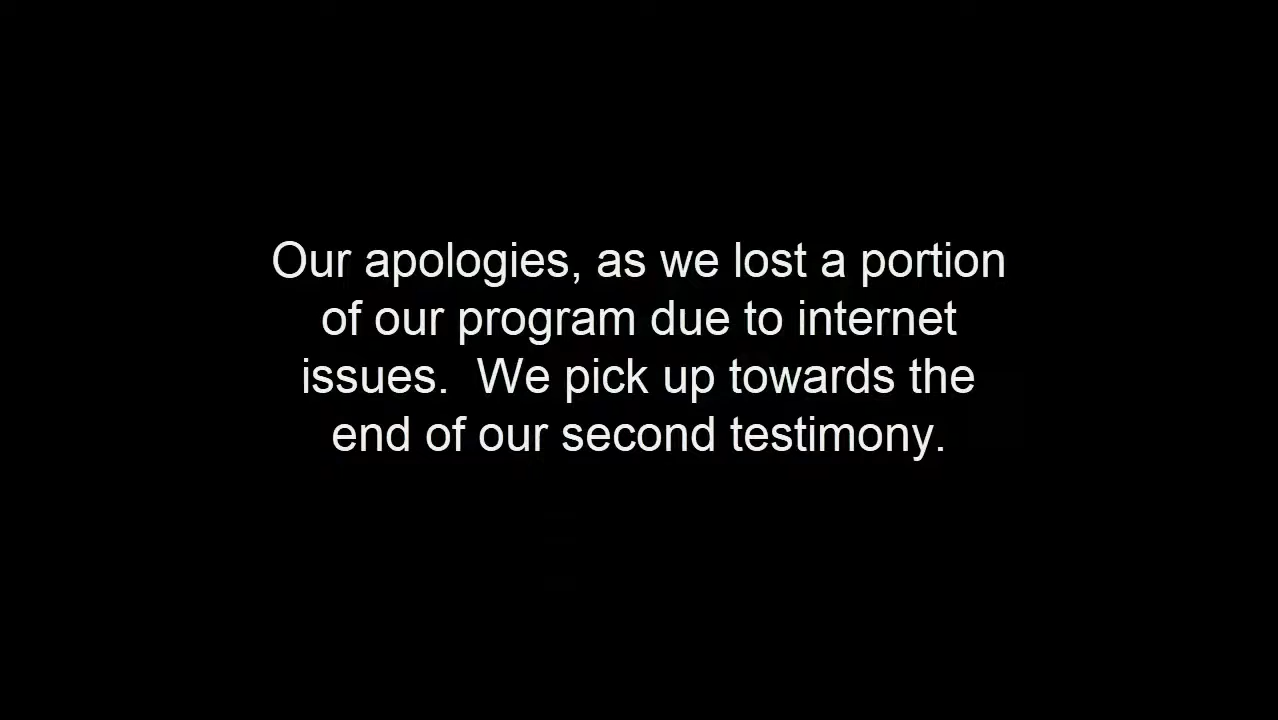 Our apologies, as we lost a portion
of our program due to internet
issues.  We pick up towards the
end of our second testimony.